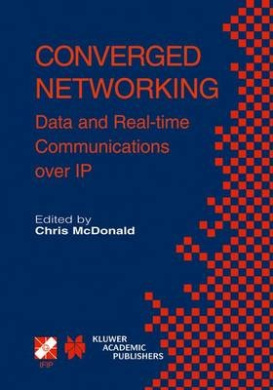 CONVERGED
NETWORKING
Data and Real-time
Communications
over IP
Edited by
Chris McDonald
ifip
KLUWER
ACADEMIC
PUBLISHERS